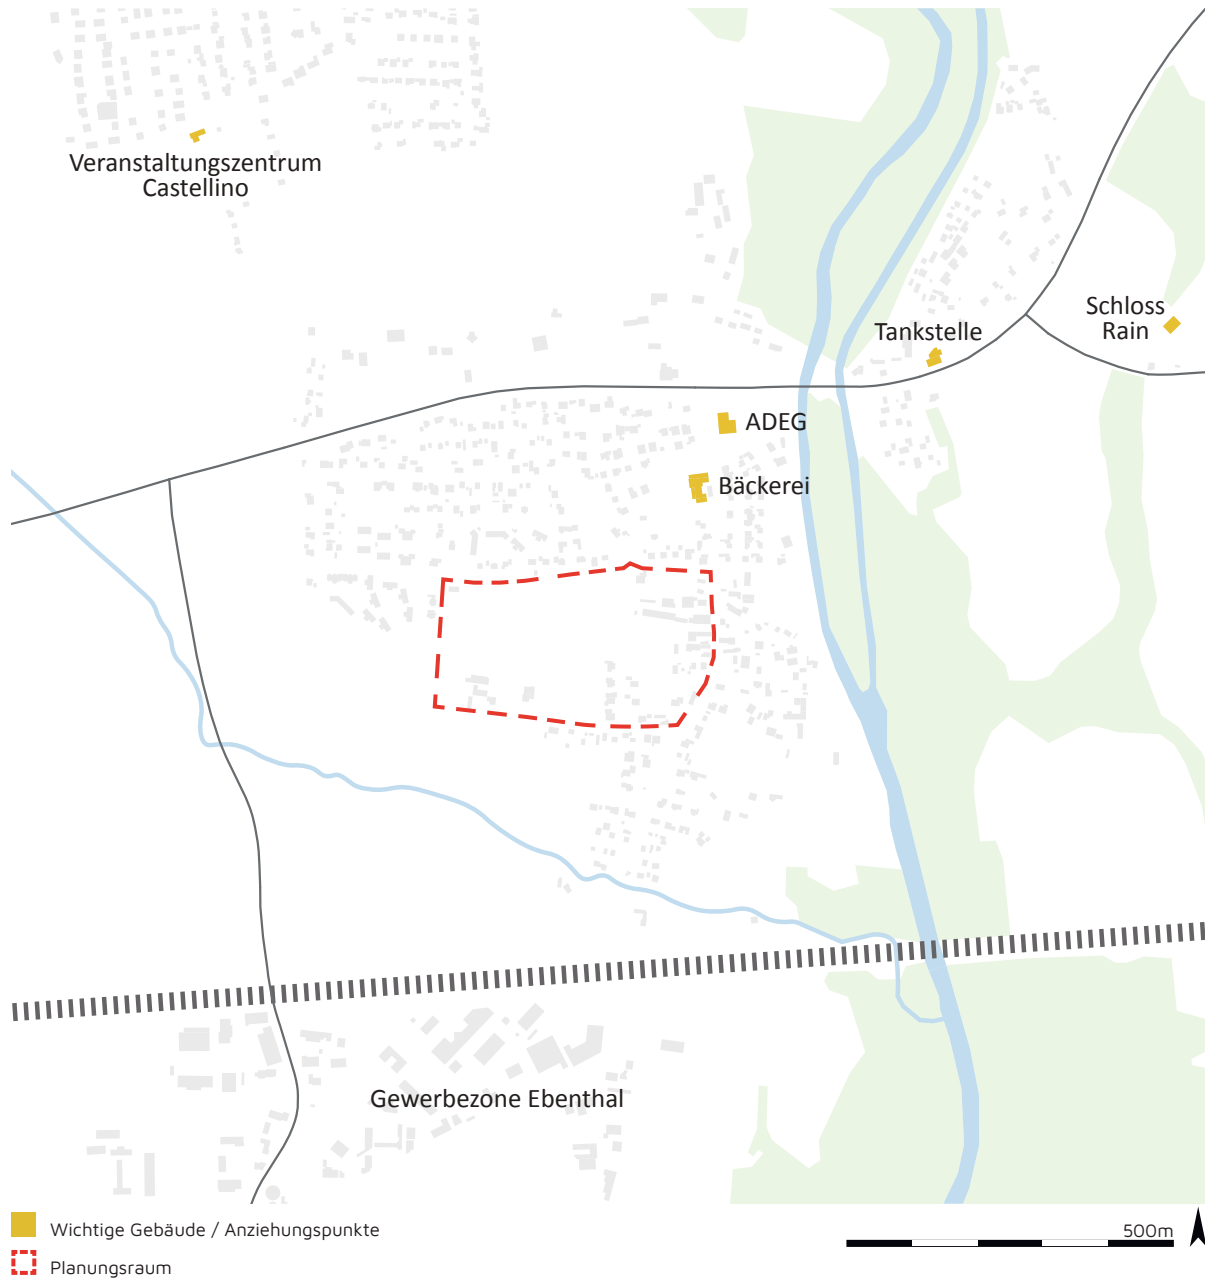 Veranstaltungszentrum
Castellino
Schloss
Rain
Tankstelle
ADEG
Bäckerei
Gewerbezone Ebenthal
Wichtige Gebäude / Anziehungspunkte
500m
Planungsraum